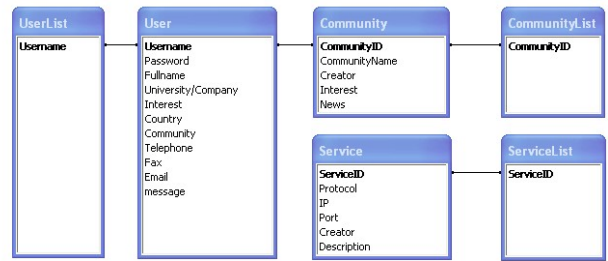 UserList
Username
User
Username
Password
Fullname
University/Company
Interest
Country
Community
Telephone
Fax
Email
message
Community
CommunityID
CommunityName
Creator
Interest
News
CommunityList
CommunityID
Service
ServiceID
Protocol
IP
Port
Creator
Description
ServiceList
ServiceID